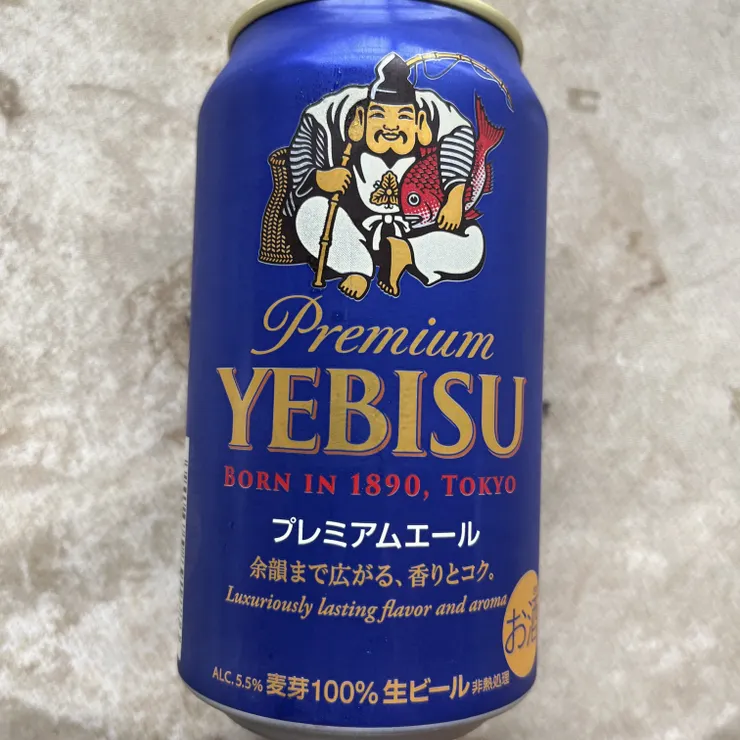 Premium
YEBISU
BORN IN 1890, TOKYO
プレミアムエール
余韻まで広がる、香りとコク。
Luxuriously lasting flavor and aroma
お酒
ALC.5.5% 麦芽100% 生ビール 非熱処理